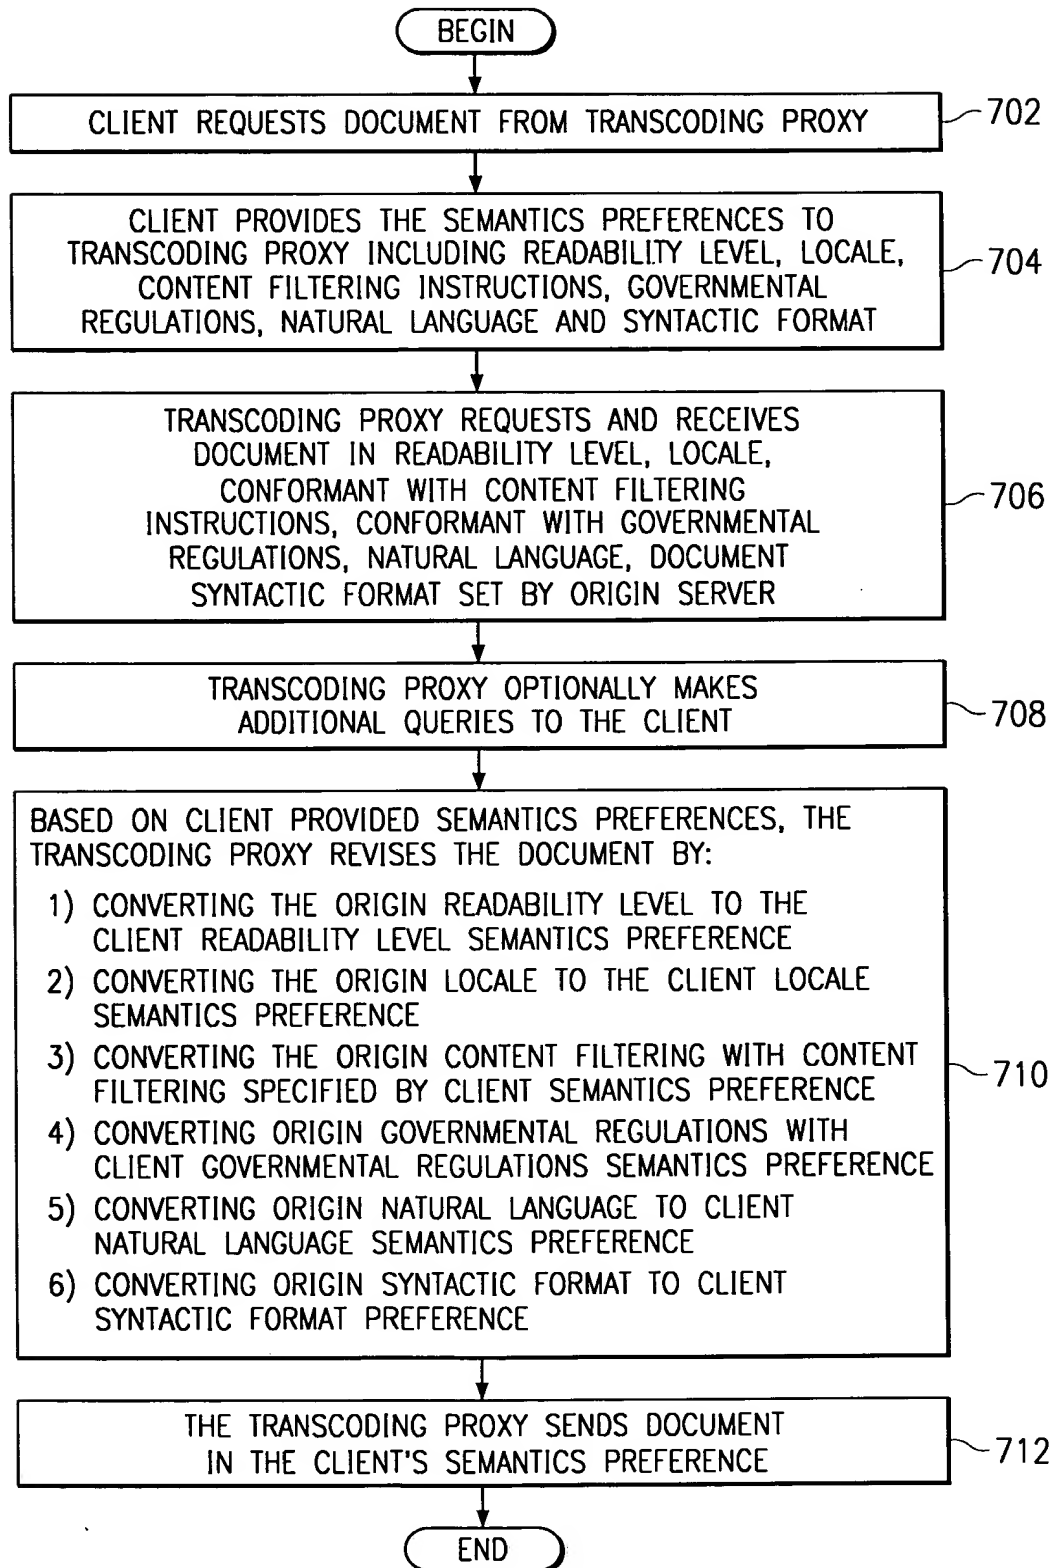 BEGIN
CLIENT REQUESTS DOCUMENT FROM TRANSCODING PROXY
702
CLIENT PROVIDES THE SEMANTICS PREFERENCES TO
TRANSCODING PROXY INCLUDING READABILITY LEVEL, LOCALE,
CONTENT FILTERING INSTRUCTIONS, GOVERNMENTAL
REGULATIONS, NATURAL LANGUAGE AND SYNTACTIC FORMAT
704
TRANSCODING PROXY REQUESTS AND RECEIVES
DOCUMENT IN READABILITY LEVEL, LOCALE,
CONFORMANT WITH CONTENT FILTERING
INSTRUCTIONS, CONFORMANT WITH GOVERNMENTAL
REGULATIONS, NATURAL LANGUAGE, DOCUMENT
SYNTACTIC FORMAT SET BY ORIGIN SERVER
706
TRANSCODING PROXY OPTIONALLY MAKES
ADDITIONAL QUERIES TO THE CLIENT
708
BASED ON CLIENT PROVIDED SEMANTICS PREFERENCES, THE
TRANSCODING PROXY REVISES THE DOCUMENT BY:
1) CONVERTING THE ORIGIN READABILITY LEVEL TO THE
CLIENT READABILITY LEVEL SEMANTICS PREFERENCE
2) CONVERTING THE ORIGIN LOCALE TO THE CLIENT LOCALE
SEMANTICS PREFERENCE
3) CONVERTING THE ORIGIN CONTENT FILTERING WITH CONTENT
FILTERING SPECIFIED BY CLIENT SEMANTICS PREFERENCE
4) CONVERTING ORIGIN GOVERNMENTAL REGULATIONS WITH
CLIENT GOVERNMENTAL REGULATIONS SEMANTICS PREFERENCE
5) CONVERTING ORIGIN NATURAL LANGUAGE TO CLIENT
NATURAL LANGUAGE SEMANTICS PREFERENCE
6) CONVERTING ORIGIN SYNTACTIC FORMAT TO CLIENT
SYNTACTIC FORMAT PREFERENCE
710
THE TRANSCODING PROXY SENDS DOCUMENT
IN THE CLIENT'S SEMANTICS PREFERENCE
712
END